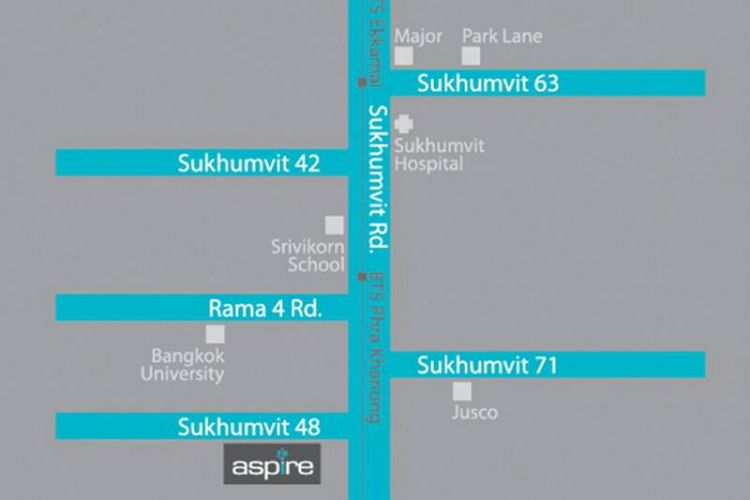 BTS Ekkamai
Major
Park Lane
Sukhumvit 63
Sukhumvit Rd.
Sukhumvit
Hospital
Sukhumvit 42
Srivikorn
School
BTS Phra Khanong
Rama 4 Rd.
Bangkok
University
Sukhumvit 71
Jusco
Sukhumvit 48
aspire